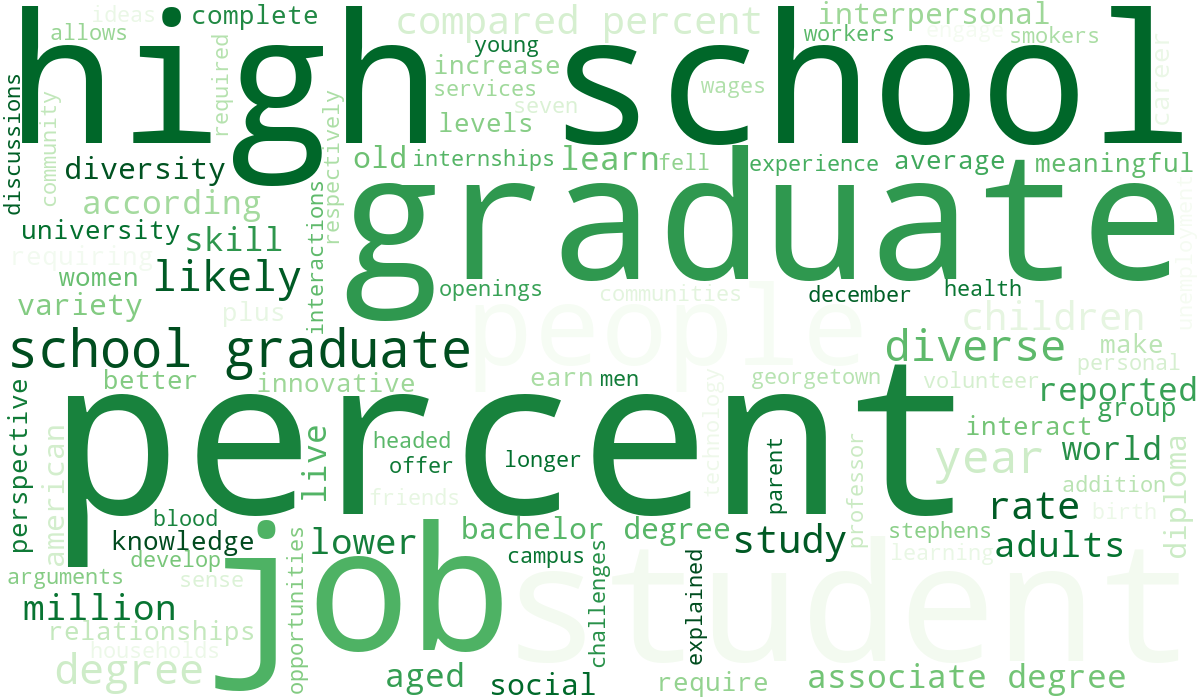 ideas
complete
compared percent
interpersonal
allows
young
workers
engage
smokers
high school
required
increase
career
discussions
community
services
wages
seven
levels
respectively
diversity
old
internships
learn
fell
experience
average
meaningful
according
graduate
university
skill
interactions
unemployment
requiring
women
likely
variety
plus
openings
communities
december
health
people
children
school graduate
diverse
make
personal
better
innovative
earn
men
georgetown
volunteer
reported
group
percent
perspective
american
live
headed
offer
longer
technology
parent
professor
interact
year
world
diploma
addition
friends
rate
birth
blood
knowledge
develop
lower
bachelor degree
campus
study
stephens
learning
adults
arguments
sense
job
student
opportunities
challenges
explained
million
relationships
households
degree
aged
social
require
associate degree